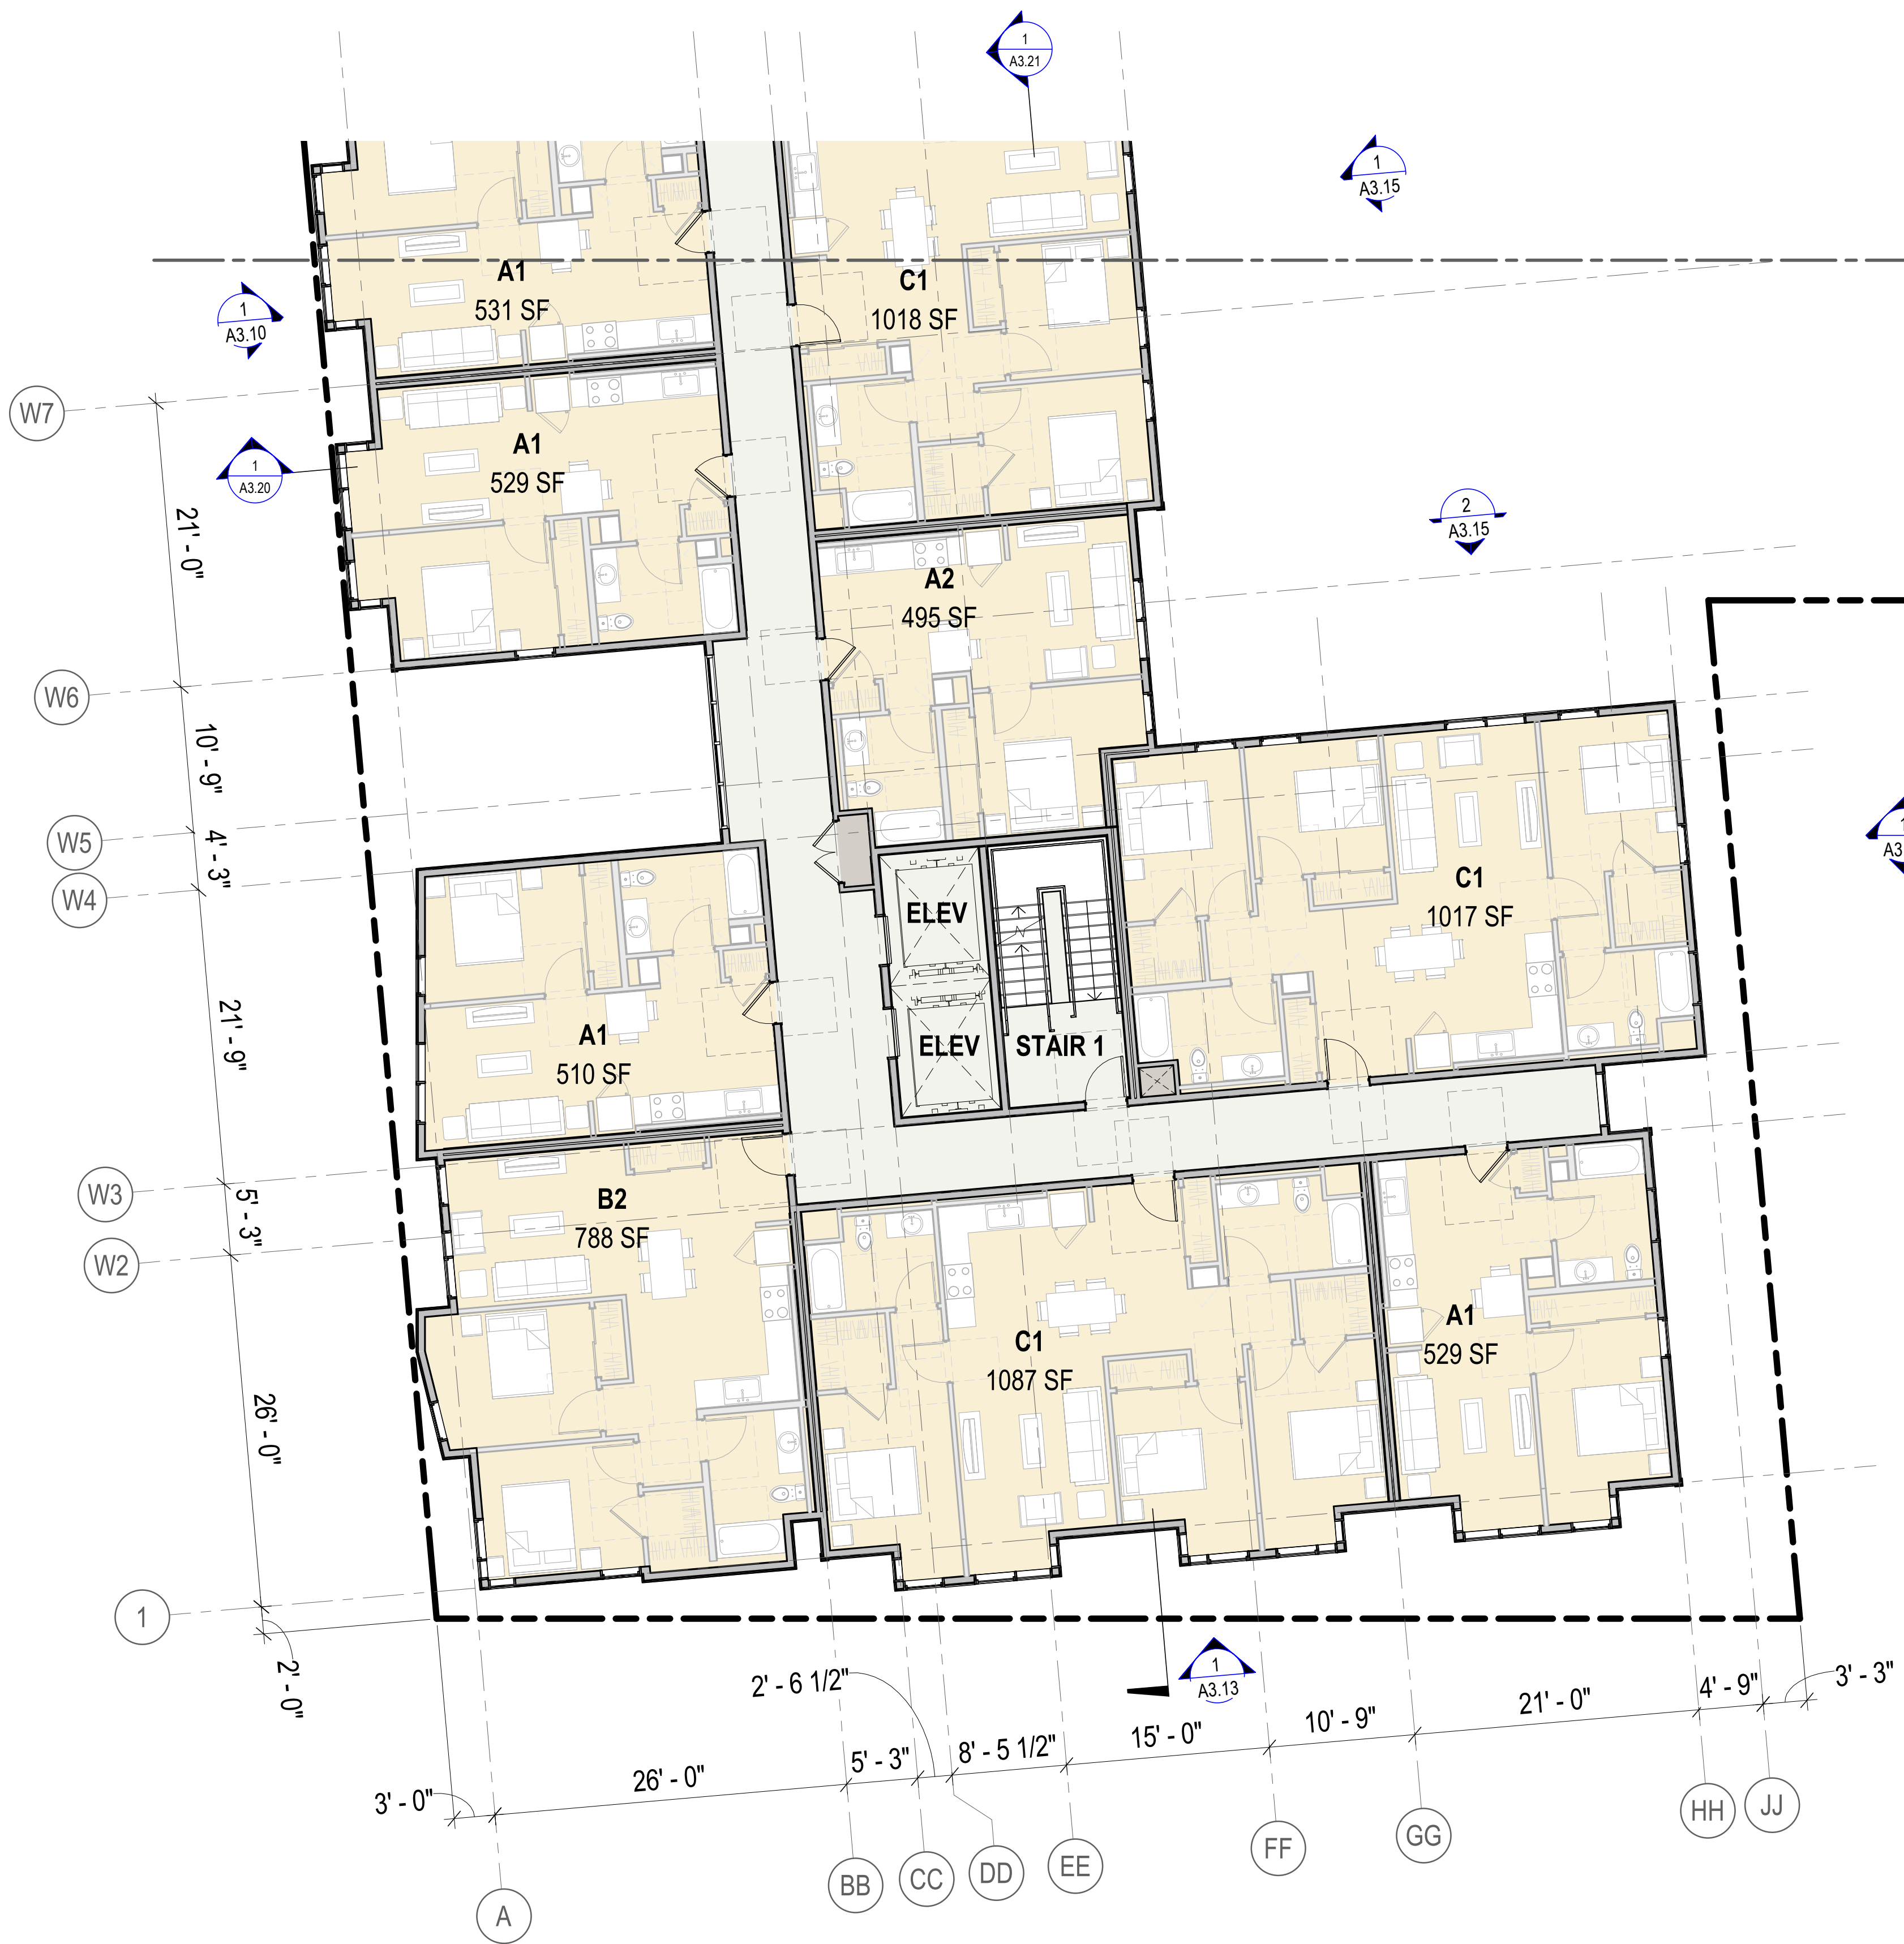 1
A3.21
1
A3.15
A1
531 SF
C1
1018 SF
1
A3.10
W7
A1
529 SF
1
A3.20
21' - 0"
2
A3.15
A2
495 SF
W6
10' - 9"
W5
4' - 3"
W4
C1
1017 SF
ELEV
ELEV
STAIR 1
21' - 9"
A1
510 SF
W3
5' - 3"
W2
B2
788 SF
C1
1087 SF
A1
529 SF
26' - 0"
1
2' - 0"
1
A3.13
2' - 6 1/2"
3' - 0"
26' - 0"
5' - 3"
8' - 5 1/2"
15' - 0"
10' - 9"
21' - 0"
4' - 9"
3' - 3"
A
BB
CC
DD
EE
FF
GG
HH
JJ